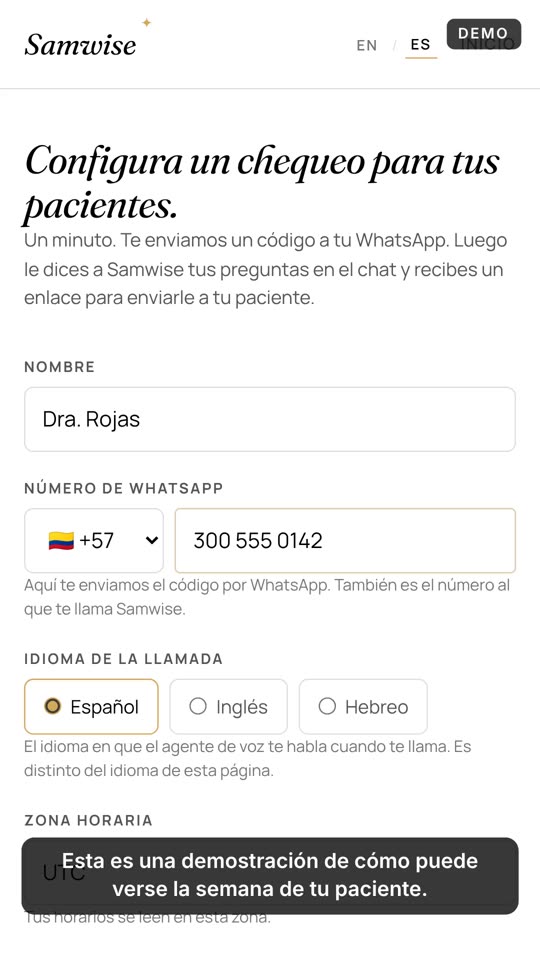 Samwise
EN / ES INICIO
DEMO
Configura un chequeo para tus
pacientes.
Un minuto. Te enviamos un código a tu WhatsApp. Luego
le dices a Samwise tus preguntas en el chat y recibes un
enlace para enviarle a tu paciente.
NOMBRE
Dra. Rojas
NÚMERO DE WHATSAPP
+57 300 555 0142
Aquí te enviamos el código por WhatsApp. También es el número al
que te llama Samwise.
IDIOMA DE LA LLAMADA
Español Inglés Hebreo
El idioma en que el agente de voz te habla cuando te llama. Es
distinto del idioma de esta página.
ZONA HORARIA
UTC
Esta es una demostración de cómo puede
verse la semana de tu paciente.
Tus horarios se leen en esta zona.